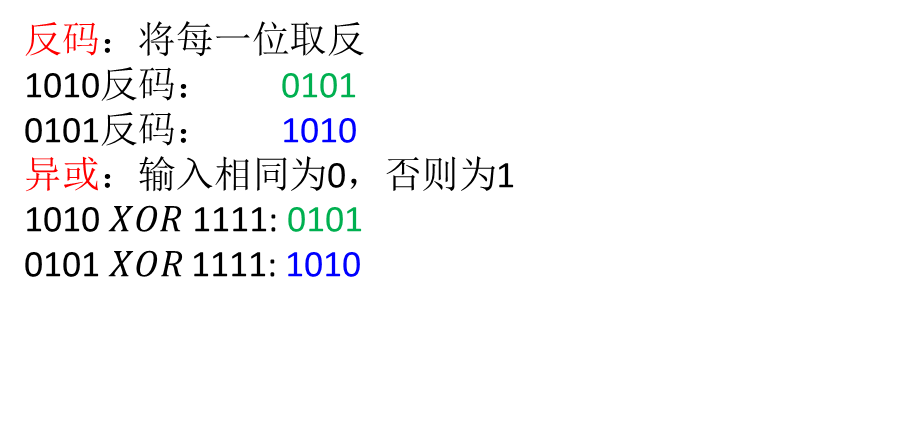 反码：将每一位取反
1010反码： 0101
0101反码： 1010
异或：输入相同为0，否则为1
1010 XOR 1111: 0101
0101 XOR 1111: 1010